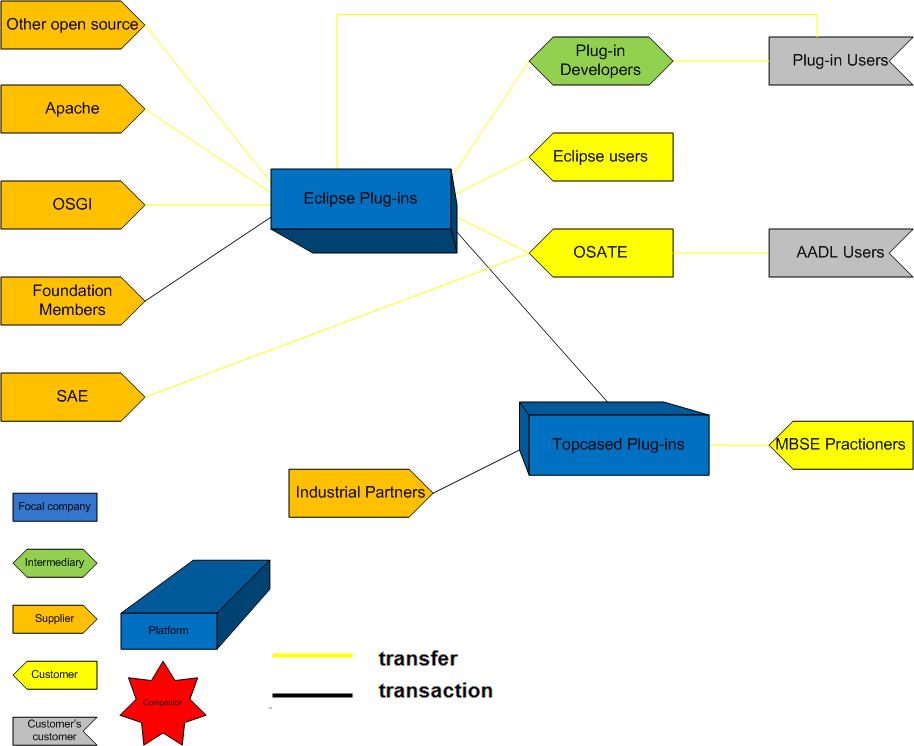 Other open source
Plug-in
Developers
Plug-in Users
Apache
Eclipse users
Eclipse Plug-ins
OSGI
OSATE
AADL Users
Foundation
Members
SAE
Topcased Plug-ins
MBSE Practioners
Industrial Partners
Focal company
Intermediary
Supplier
Platform
Customer
Competitor
Customer's
customer
transfer
transaction